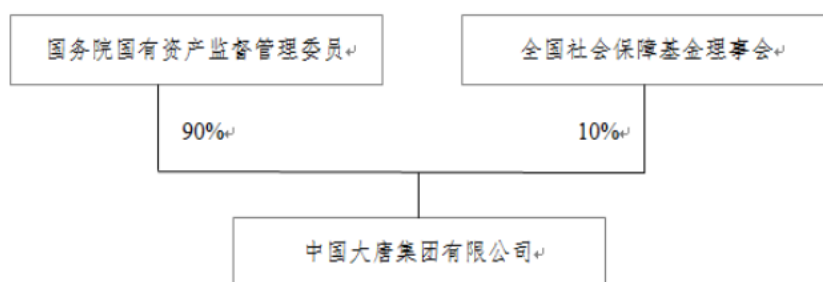 国务院国有资产监督管理委员
全国社会保障基金理事会
90%
10%
中国大唐集团有限公司